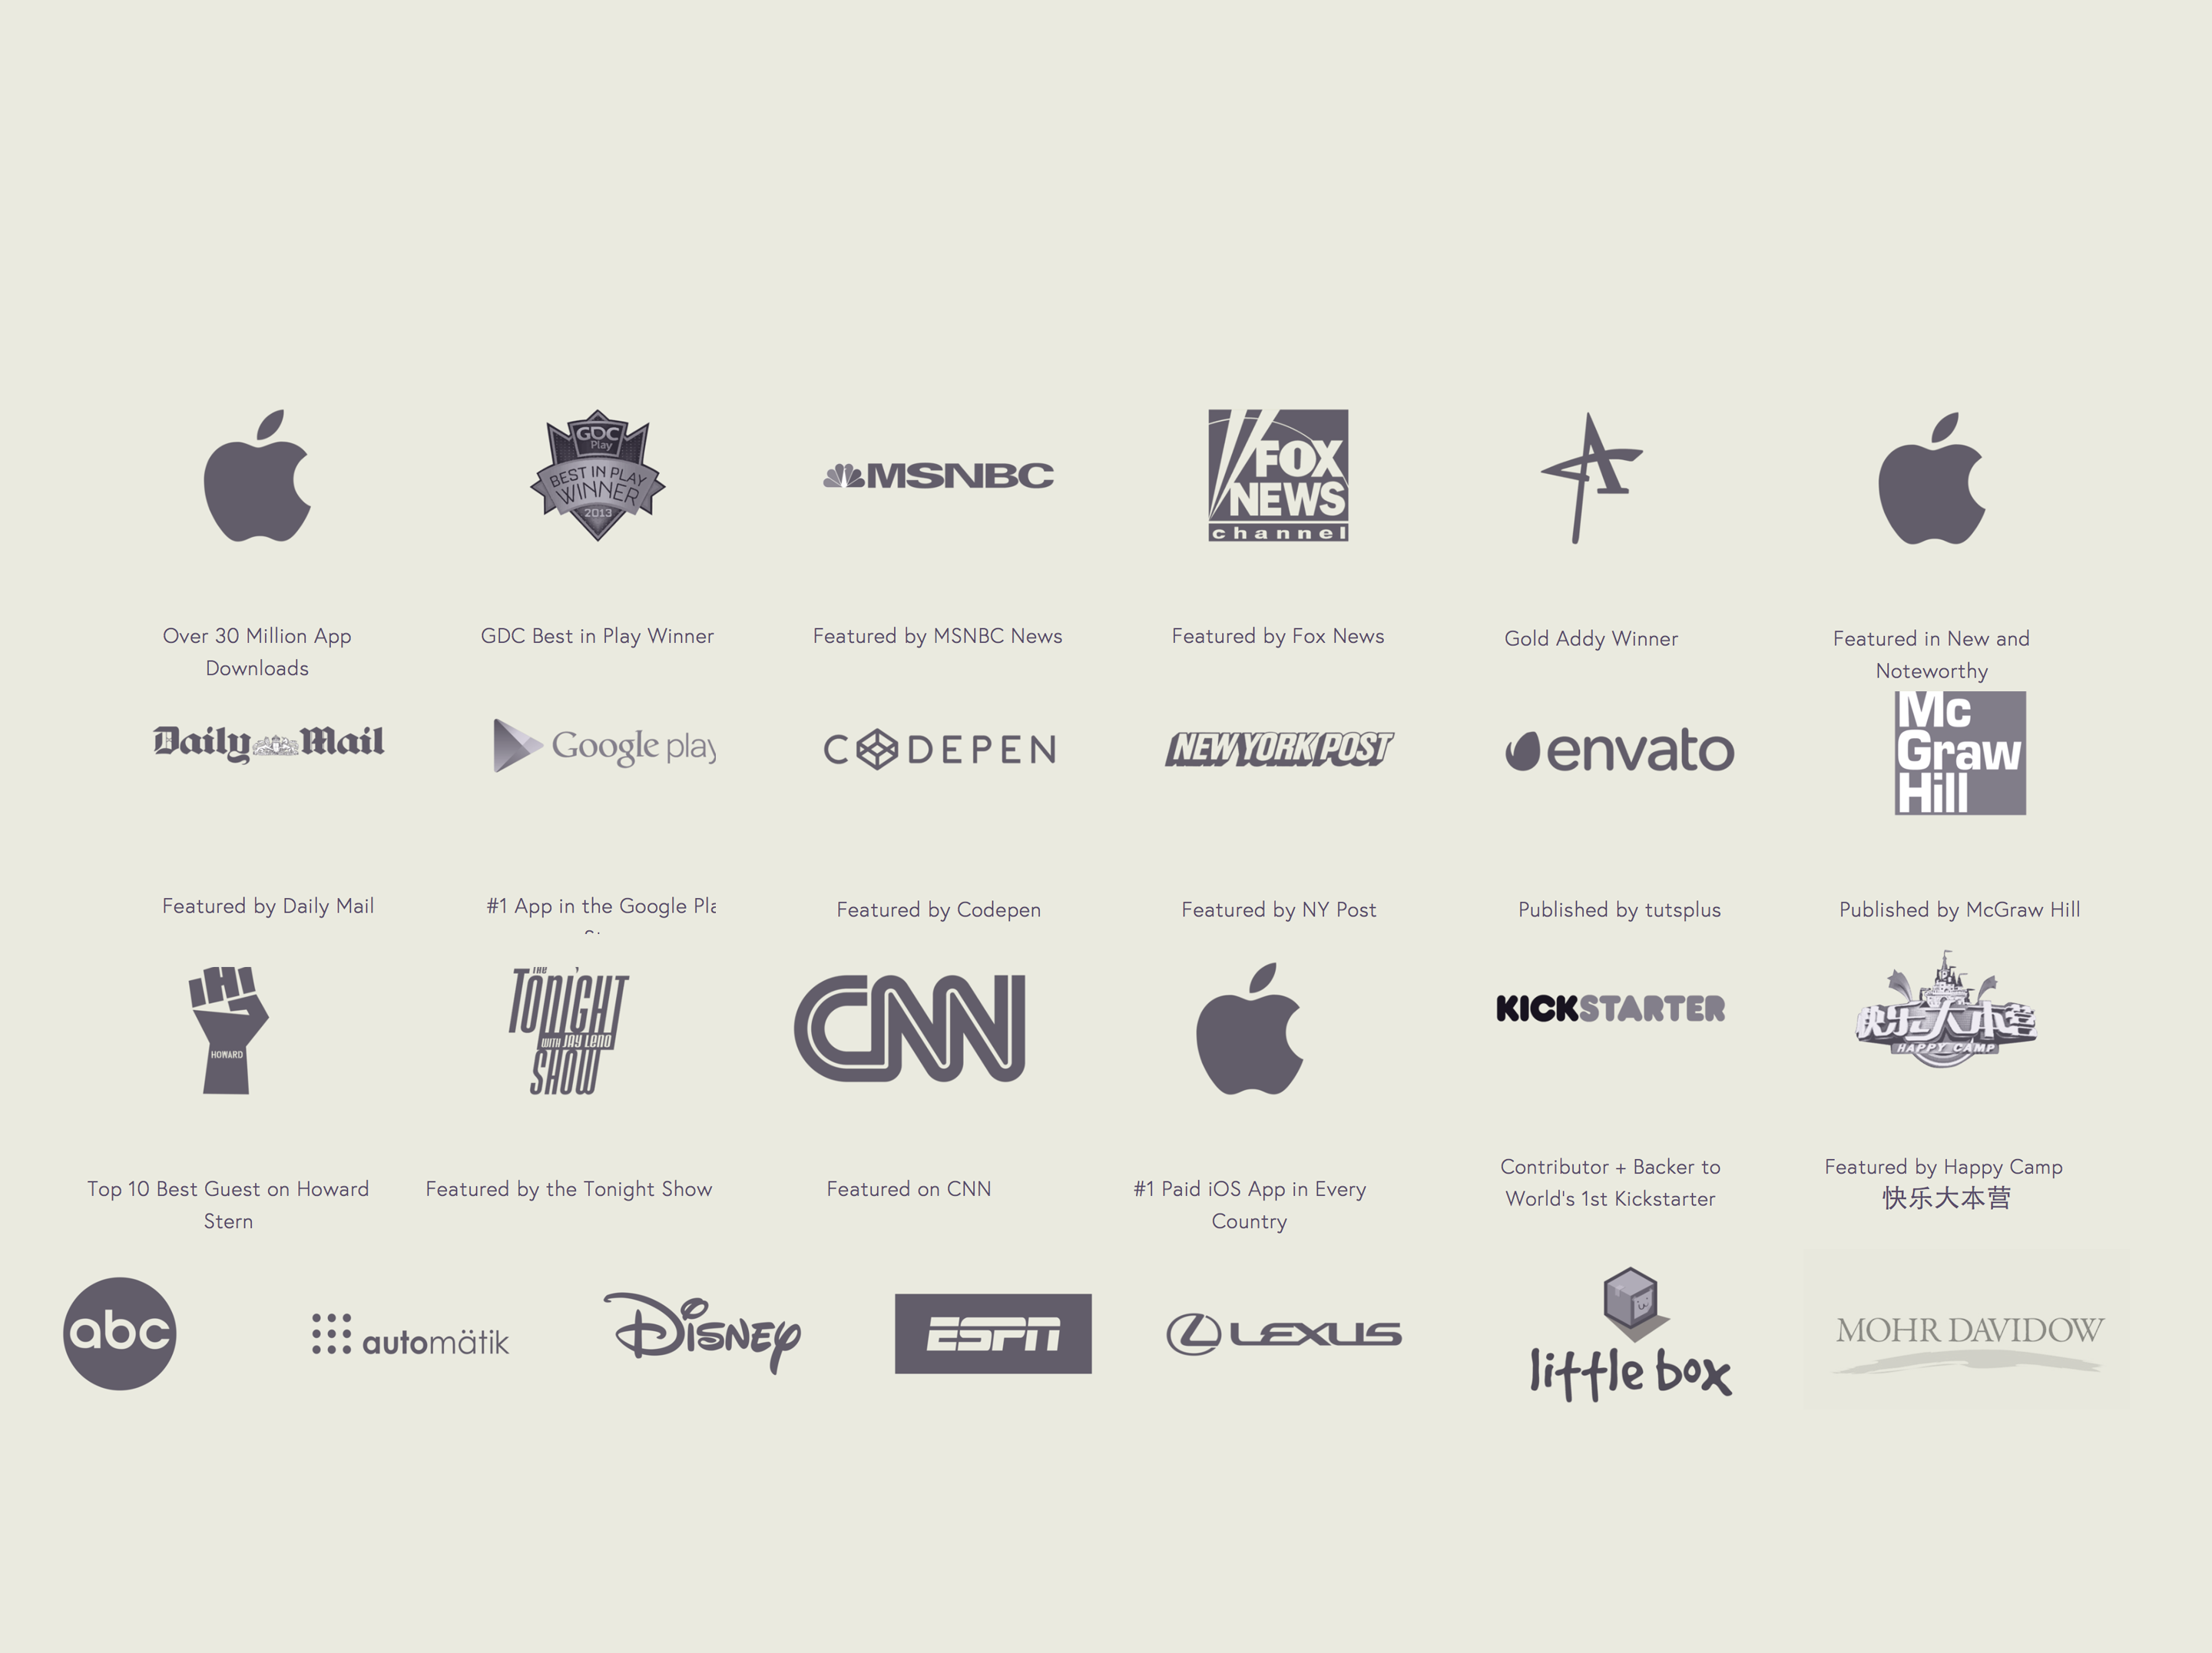 GDC
Play
BEST IN PLAY
WINNER
2013
MSNBC
FOX
NEWS
channel
A
Over 30 Million App
Downloads
GDC Best in Play Winner
Featured by MSNBC News
Featured by Fox News
Gold Addy Winner
Featured in New and
Noteworthy
Daily Mail
Google play
CODEPEN
NEW YORK POST
envato
Mc
Graw
Hill
Featured by Daily Mail
#1 App in the Google Pla
Featured by Codepen
Featured by NY Post
Published by tutsplus
Published by McGraw Hill
HOWARD
THE
TONIGHT
WITH JAY LENO
SHOW
CNN
KICKSTARTER
快乐大本营
HAPPY CAMP
Top 10 Best Guest on Howard
Stern
Featured by the Tonight Show
Featured on CNN
#1 Paid iOS App in Every
Country
Contributor + Backer to
World's 1st Kickstarter
Featured by Happy Camp
快乐大本营
abc
automätik
Disney
ESPN
LEXUS
little box
MOHR DAVIDOW